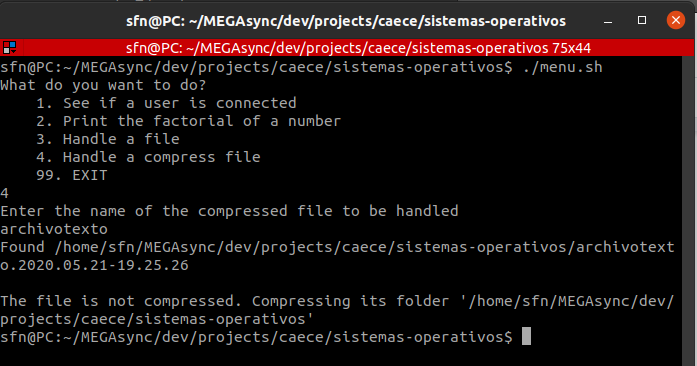 sfn@PC: ~/MEGAsync/dev/projects/caece/sistemas-operativos
sfn@PC: ~/MEGAsync/dev/projects/caece/sistemas-operativos 75x44
sfn@PC:~/MEGAsync/dev/projects/caece/sistemas-operativos$ ./menu.sh
What do you want to do?
    1. See if a user is connected
    2. Print the factorial of a number
    3. Handle a file
    4. Handle a compress file
    99. EXIT
4
Enter the name of the compressed file to be handled
archivotexto
Found /home/sfn/MEGAsync/dev/projects/caece/sistemas-operativos/archivotext
o.2020.05.21-19.25.26

The file is not compressed. Compressing its folder '/home/sfn/MEGAsync/dev/
projects/caece/sistemas-operativos'
sfn@PC:~/MEGAsync/dev/projects/caece/sistemas-operativos$